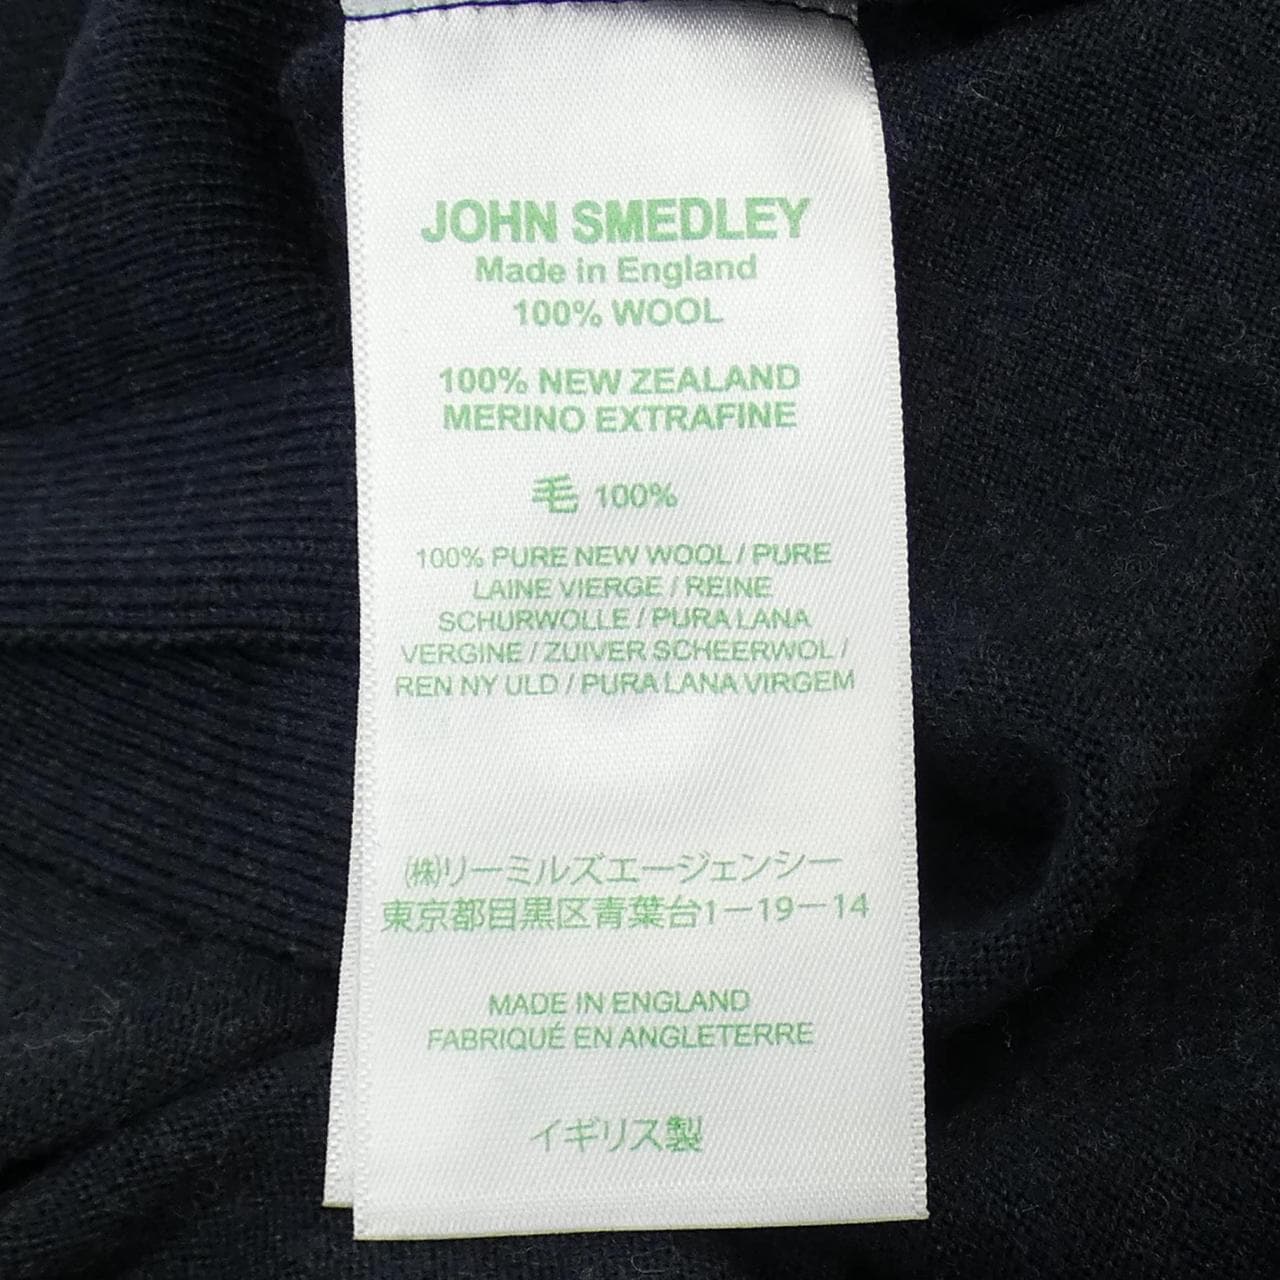 JOHN SMEDLEY
Made in England
100% WOOL
100% NEW ZEALAND
MERINO EXTRAFINE
毛 100%
100% PURE NEW WOOL / PURE
LAINE VIERGE / REINE
SCHURWOLLE / PURA LANA
VERGINE / ZUIVER SCHEERWOL /
REN NY ULD / PURA LANA VIRGEM
㈱リーミルズエージェンシー
東京都目黒区青葉台1－19－14
MADE IN ENGLAND
FABRIQUÉ EN ANGLETERRE
イギリス製